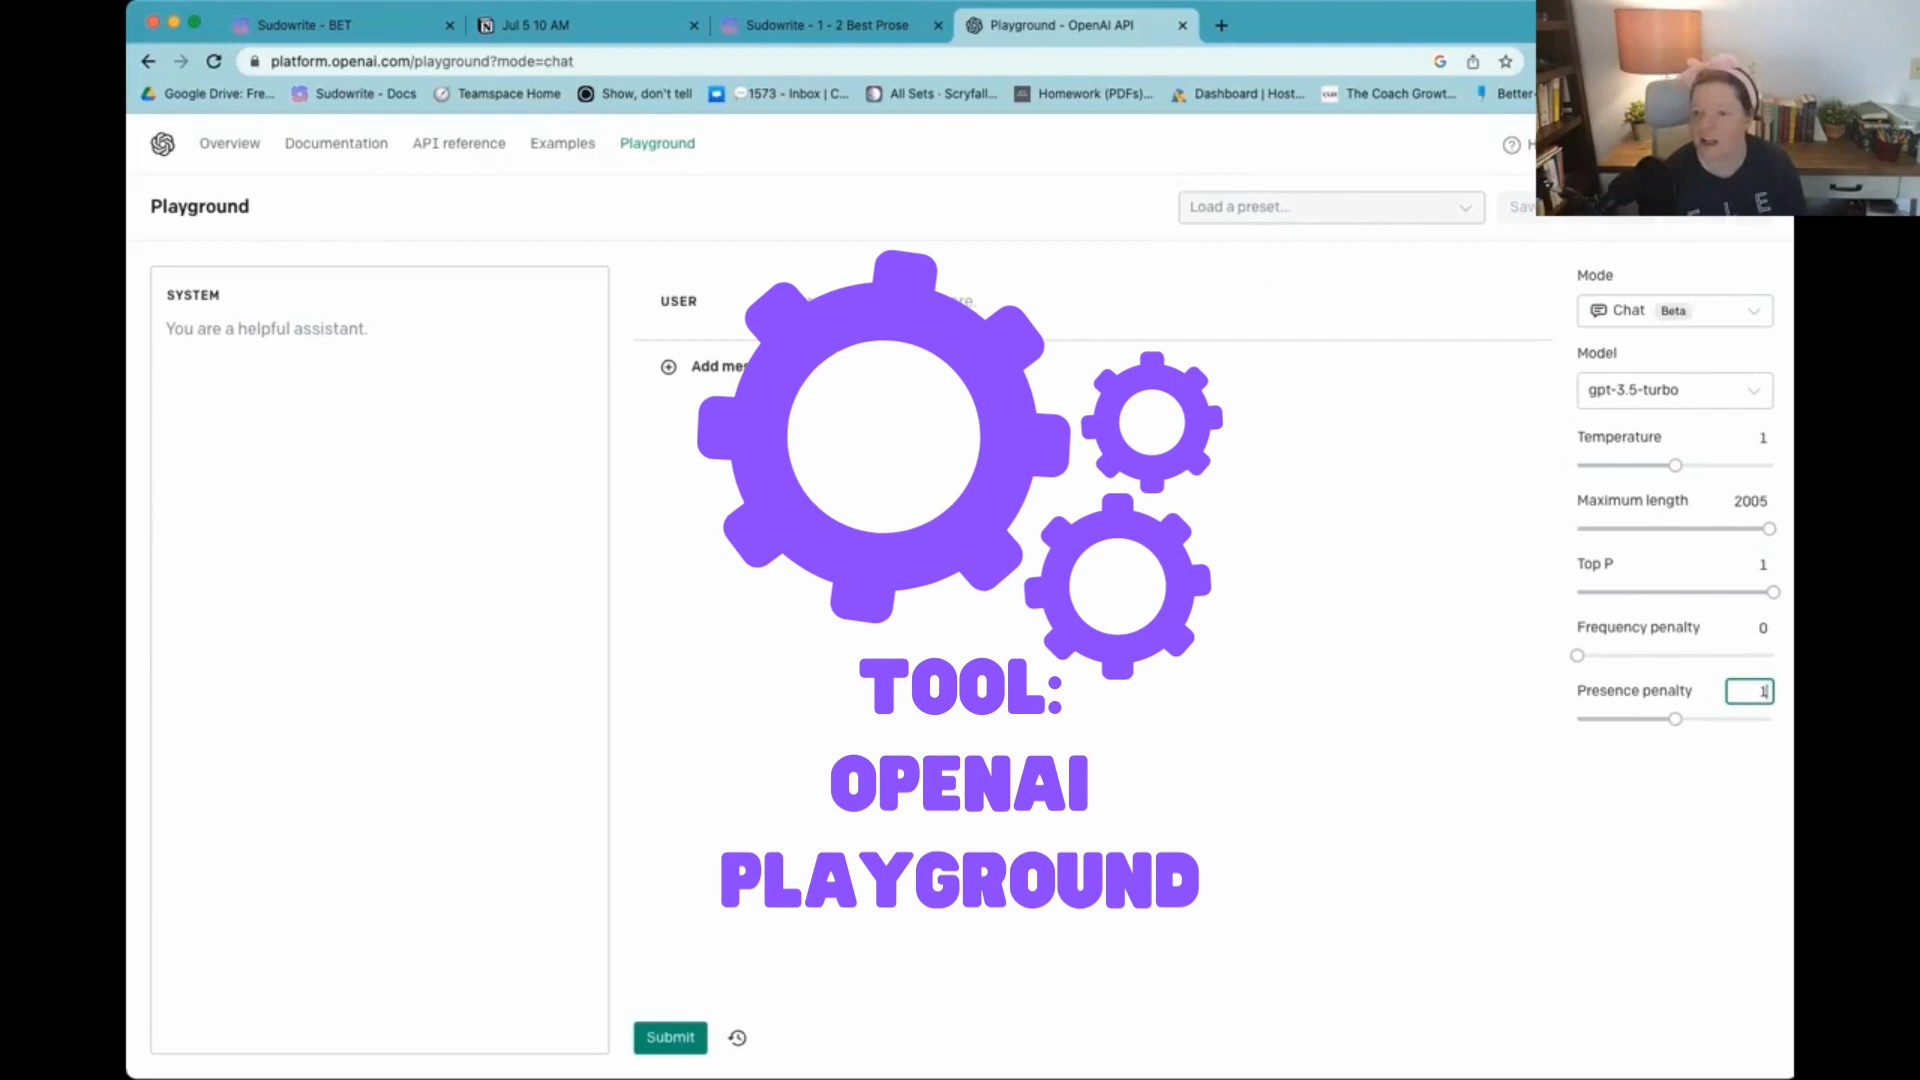 Sudowrite - BET
Jul 5 10 AM
Sudowrite - 1 - 2 Best Prose
Playground - OpenAI API
platform.openai.com/playground?mode=chat
Google Drive: Fre...
Sudowrite - Docs
Teamspace Home
Show, don't tell
1573 - Inbox | C...
All Sets · Scryfall...
Homework (PDFs)...
Dashboard | Host...
The Coach Growt...
Better
Overview
Documentation
API reference
Examples
Playground
Playground
Load a preset...
SYSTEM
You are a helpful assistant.
USER
Add mes
Mode
Chat Beta
Model
gpt-3.5-turbo
Temperature 1
Maximum length 2005
Top P 1
Frequency penalty 0
Presence penalty 1
TOOL:
OPENAI
PLAYGROUND
Submit